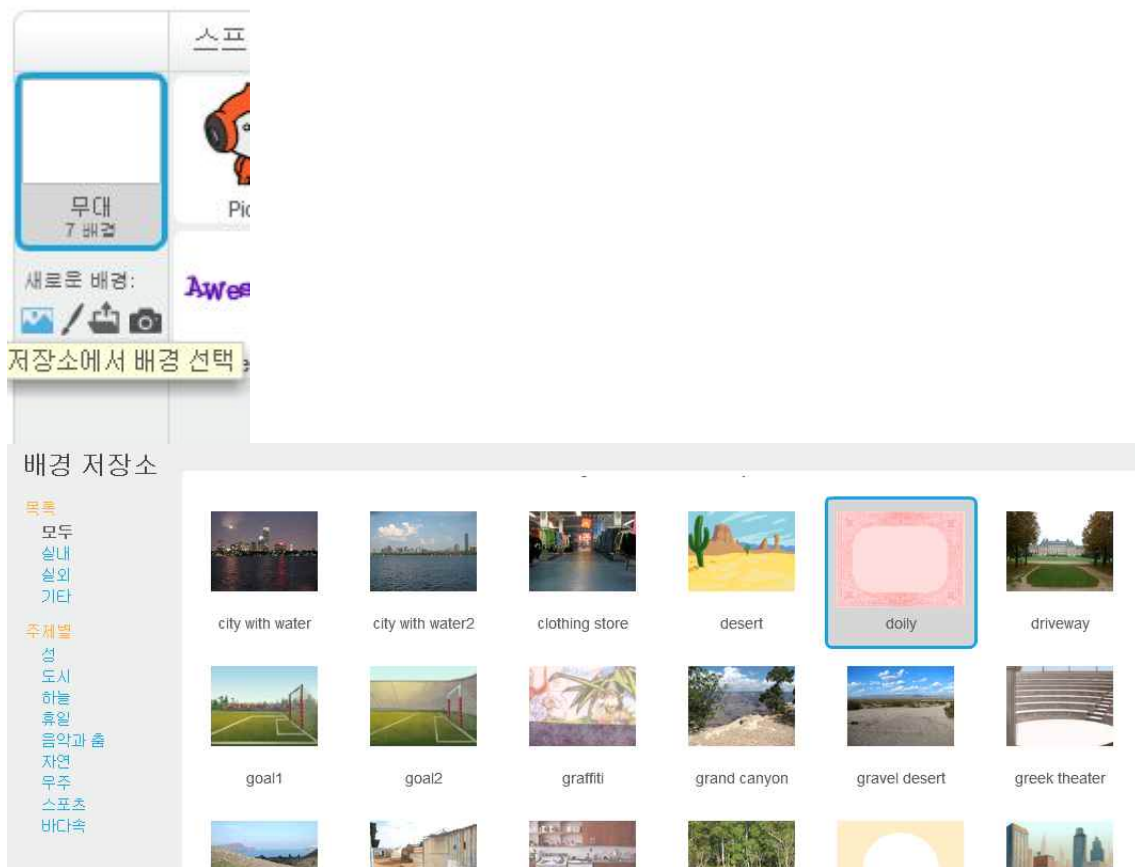 스프
무대
7 배경
Pic
새로운 배경:
Awes
저장소에서 배경 선택
배경 저장소
목록
모두
실내
실외
기타
주제별
성
도시
하늘
휴일
음악과 춤
자연
우주
스포츠
바다속
city with water
city with water2
clothing store
desert
doily
driveway
goal1
goal2
graffiti
grand canyon
gravel desert
greek theater